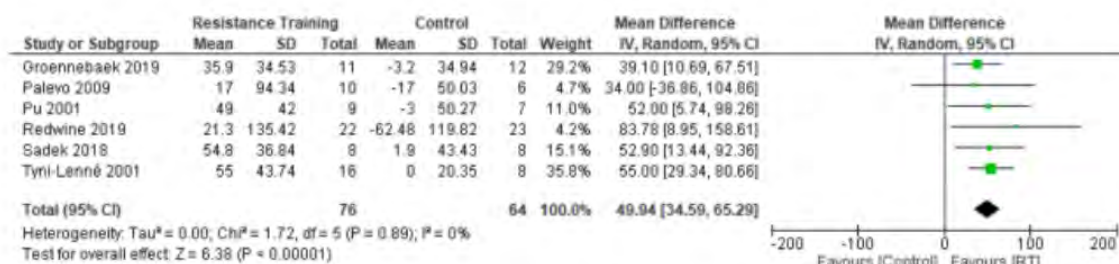 Resistance Training Control Mean Difference Mean Difference
Study or Subgroup Mean SD Total Mean SD Total Weight IV, Random, 95% CI IV, Random, 95% CI
Groennebaek 2019 35.9 34.53 11 -3.2 34.94 12 29.2% 39.10 [10.69, 67.51]
Palevo 2009 17 94.34 10 -17 50.03 6 4.7% 34.00 [-36.86, 104.86]
Pu 2001 49 42 9 -3 50.27 7 11.0% 52.00 [5.74, 98.26]
Redwine 2019 21.3 135.42 22 -62.48 119.82 23 4.2% 83.78 [8.95, 158.61]
Sadek 2018 54.8 36.84 8 1.9 43.43 8 15.1% 52.90 [13.44, 92.36]
Tyni-Lenné 2001 55 43.74 16 0 20.35 8 35.8% 55.00 [29.34, 80.66]
Total (95% CI) 76 64 100.0% 49.94 [34.59, 65.29]
Heterogeneity: Tau² = 0.00; Chi² = 1.72, df = 5 (P = 0.89); I² = 0%
Test for overall effect: Z = 6.38 (P < 0.00001)
-200 -100 0 100 200
Favours [Control] Favours [RT]